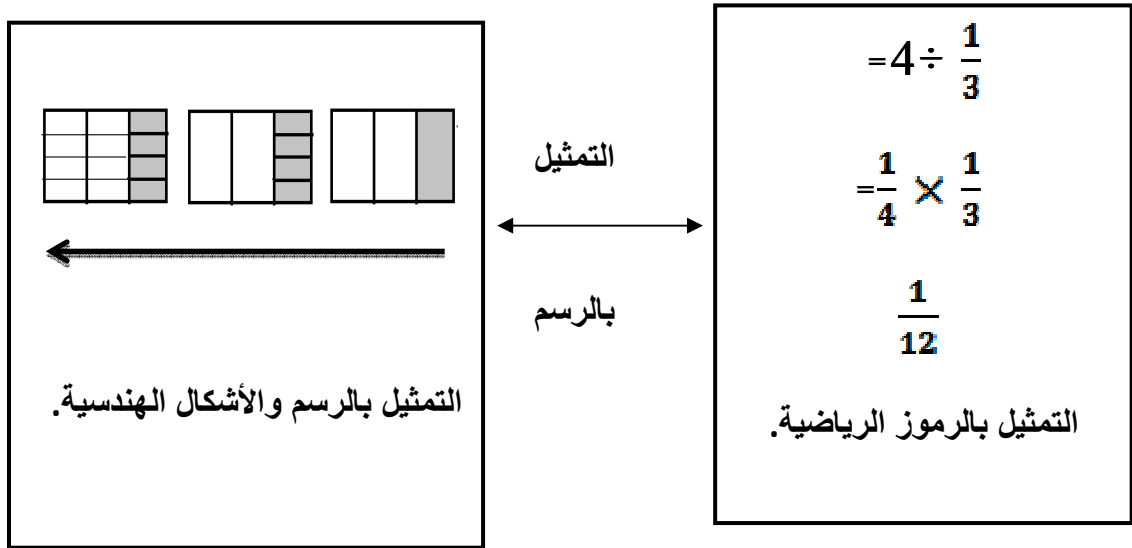 =4÷ 1/3
=1/4 × 1/3
1/12
التمثيل بالرموز الرياضية.
التمثيل
بالرسم
التمثيل بالرسم والأشكال الهندسية.